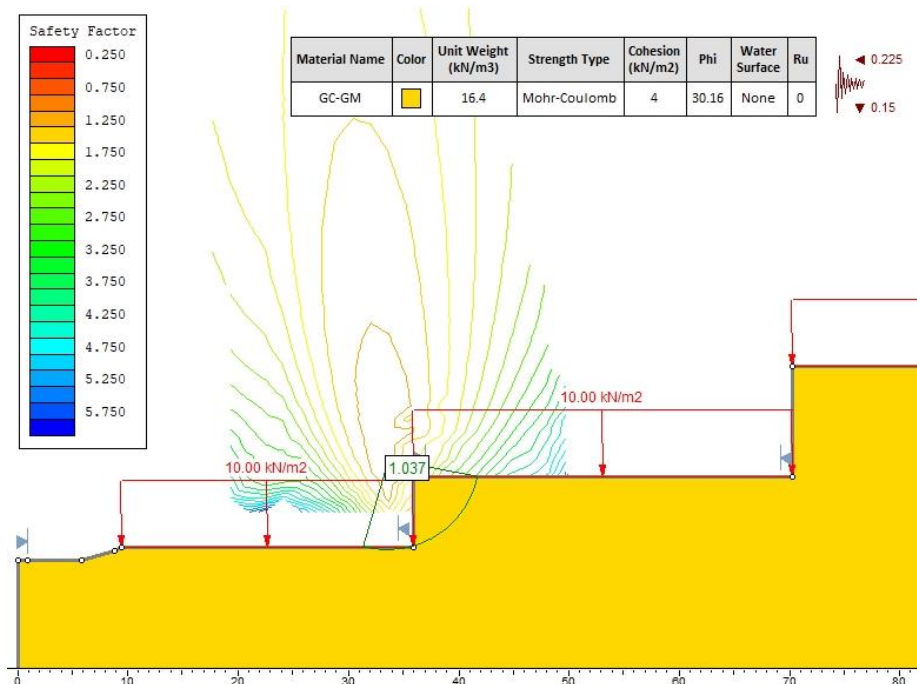 Safety Factor
0.250
0.750
1.250
1.750
2.250
2.750
3.250
3.750
4.250
4.750
5.250
5.750
Material Name Color Unit Weight (kN/m3) Strength Type Cohesion (kN/m2) Phi Water Surface Ru
GC-GM 16.4 Mohr-Coulomb 4 30.16 None 0
0.225
0.15
10.00 kN/m2
1.037
10.00 kN/m2
0 10 20 30 40 50 60 70 80